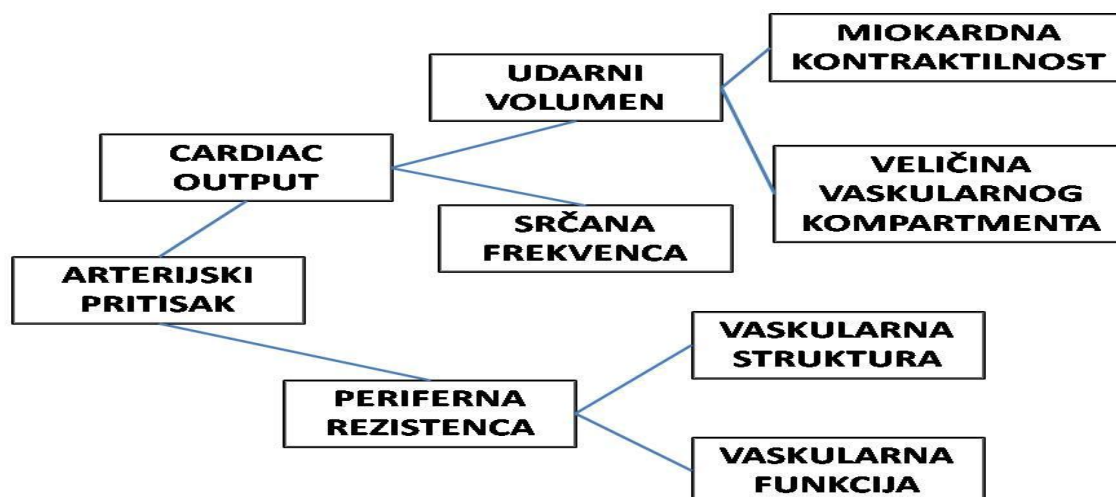 MIOKARDNA
KONTRAKTILNOST
UDARNI
VOLUMEN
CARDIAC
OUTPUT
VELIČINA
VASKULARNOG
KOMPARTMENTA
SRČANA
FREKVENCA
ARTERIJSKI
PRITISAK
VASKULARNA
STRUKTURA
PERIFERNA
REZISTENCA
VASKULARNA
FUNKCIJA